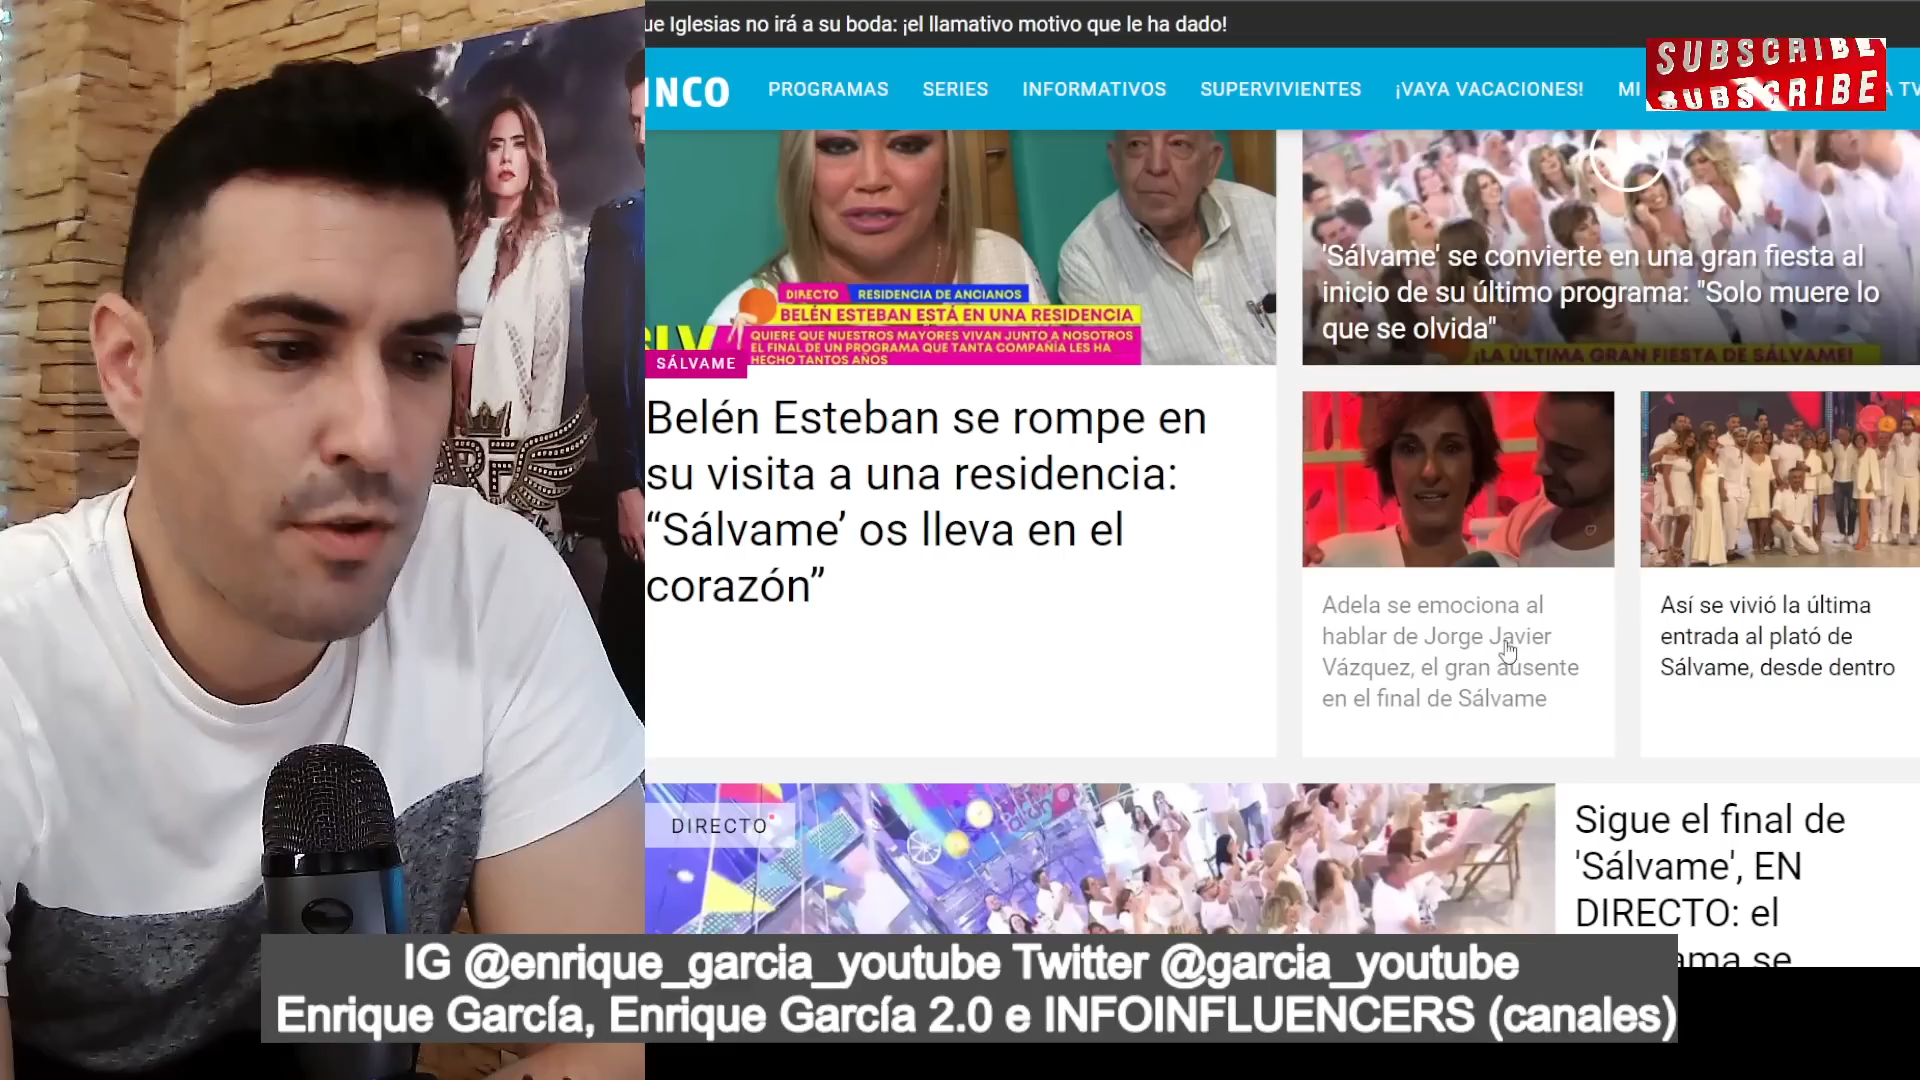 ue Iglesias no irá a su boda: ¡el llamativo motivo que le ha dado!
INCO
PROGRAMAS
SERIES
INFORMATIVOS
SUPERVIVIENTES
¡VAYA VACACIONES!
MI
A TV
SUBSCRIBE
SUBSCRIBE
DIRECTO
RESIDENCIA DE ANCIANOS
BELÉN ESTEBAN ESTÁ EN UNA RESIDENCIA
QUIERE QUE NUESTROS MAYORES VIVAN JUNTO A NOSOTROS
EL FINAL DE UN PROGRAMA QUE TANTA COMPAÑÍA LES HA
HECHO TANTOS AÑOS
SÁLVAME
Belén Esteban se rompe en
su visita a una residencia:
“Sálvame’ os lleva en el
corazón”
'Sálvame' se convierte en una gran fiesta al
inicio de su último programa: "Solo muere lo
que se olvida"
¡LA ÚLTIMA GRAN FIESTA DE SÁLVAME!
Adela se emociona al
hablar de Jorge Javier
Vázquez, el gran ausente
en el final de Sálvame
Así se vivió la última
entrada al plató de
Sálvame, desde dentro
DIRECTO
Sigue el final de
'Sálvame', EN
DIRECTO: el
ama se
IG @enrique_garcia_youtube Twitter @garcia_youtube
Enrique García, Enrique García 2.0 e INFOINFLUENCERS (canales)